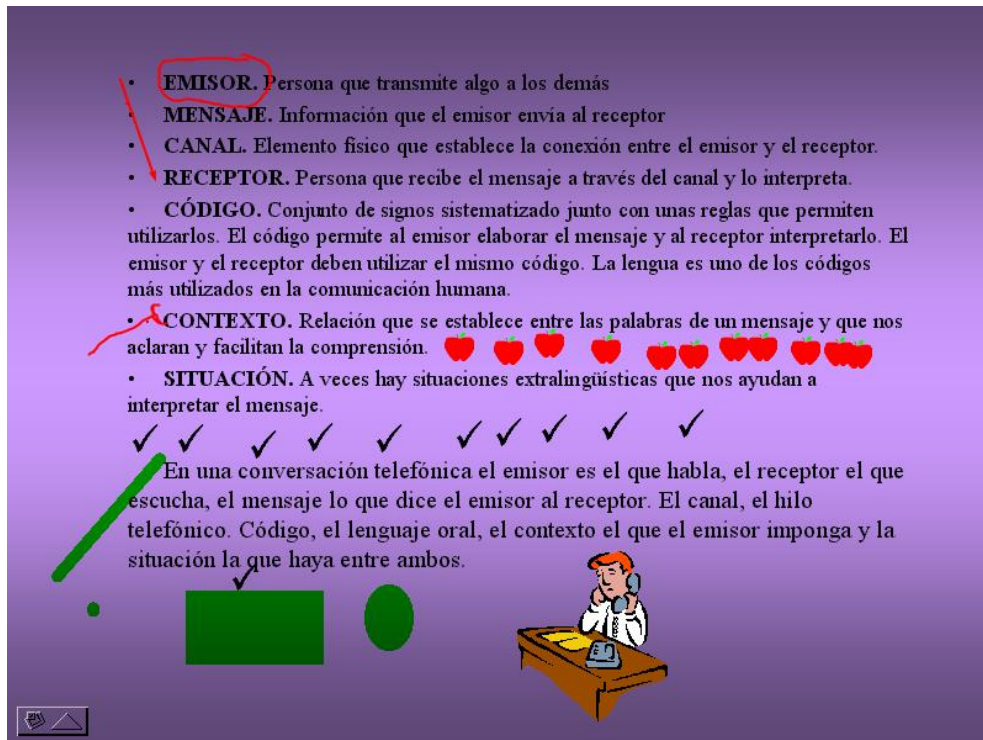 • EMISOR. Persona que transmite algo a los demás
• MENSAJE. Información que el emisor envía al receptor
• CANAL. Elemento físico que establece la conexión entre el emisor y el receptor.
• RECEPTOR. Persona que recibe el mensaje a través del canal y lo interpreta.
• CÓDIGO. Conjunto de signos sistematizado junto con unas reglas que permiten
utilizarlos. El código permite al emisor elaborar el mensaje y al receptor interpretarlo. El
emisor y el receptor deben utilizar el mismo código. La lengua es uno de los códigos
más utilizados en la comunicación humana.
• CONTEXTO. Relación que se establece entre las palabras de un mensaje y que nos
aclaran y facilitan la comprensión.
• SITUACIÓN. A veces hay situaciones extralingüísticas que nos ayudan a
interpretar el mensaje.
En una conversación telefónica el emisor es el que habla, el receptor el que
escucha, el mensaje lo que dice el emisor al receptor. El canal, el hilo
telefónico. Código, el lenguaje oral, el contexto el que el emisor imponga y la
situación la que haya entre ambos.